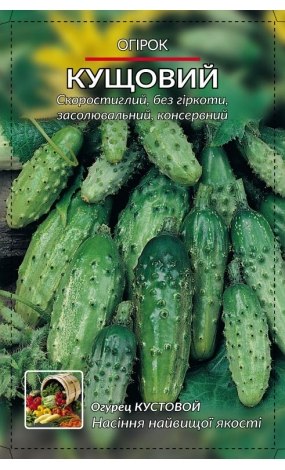 ОГІРОК
КУЩОВИЙ
Скоростиглий, без гіркоти,
засолювальний, консервний
Огурец КУСТОВОЙ
Насіння найвищої якості